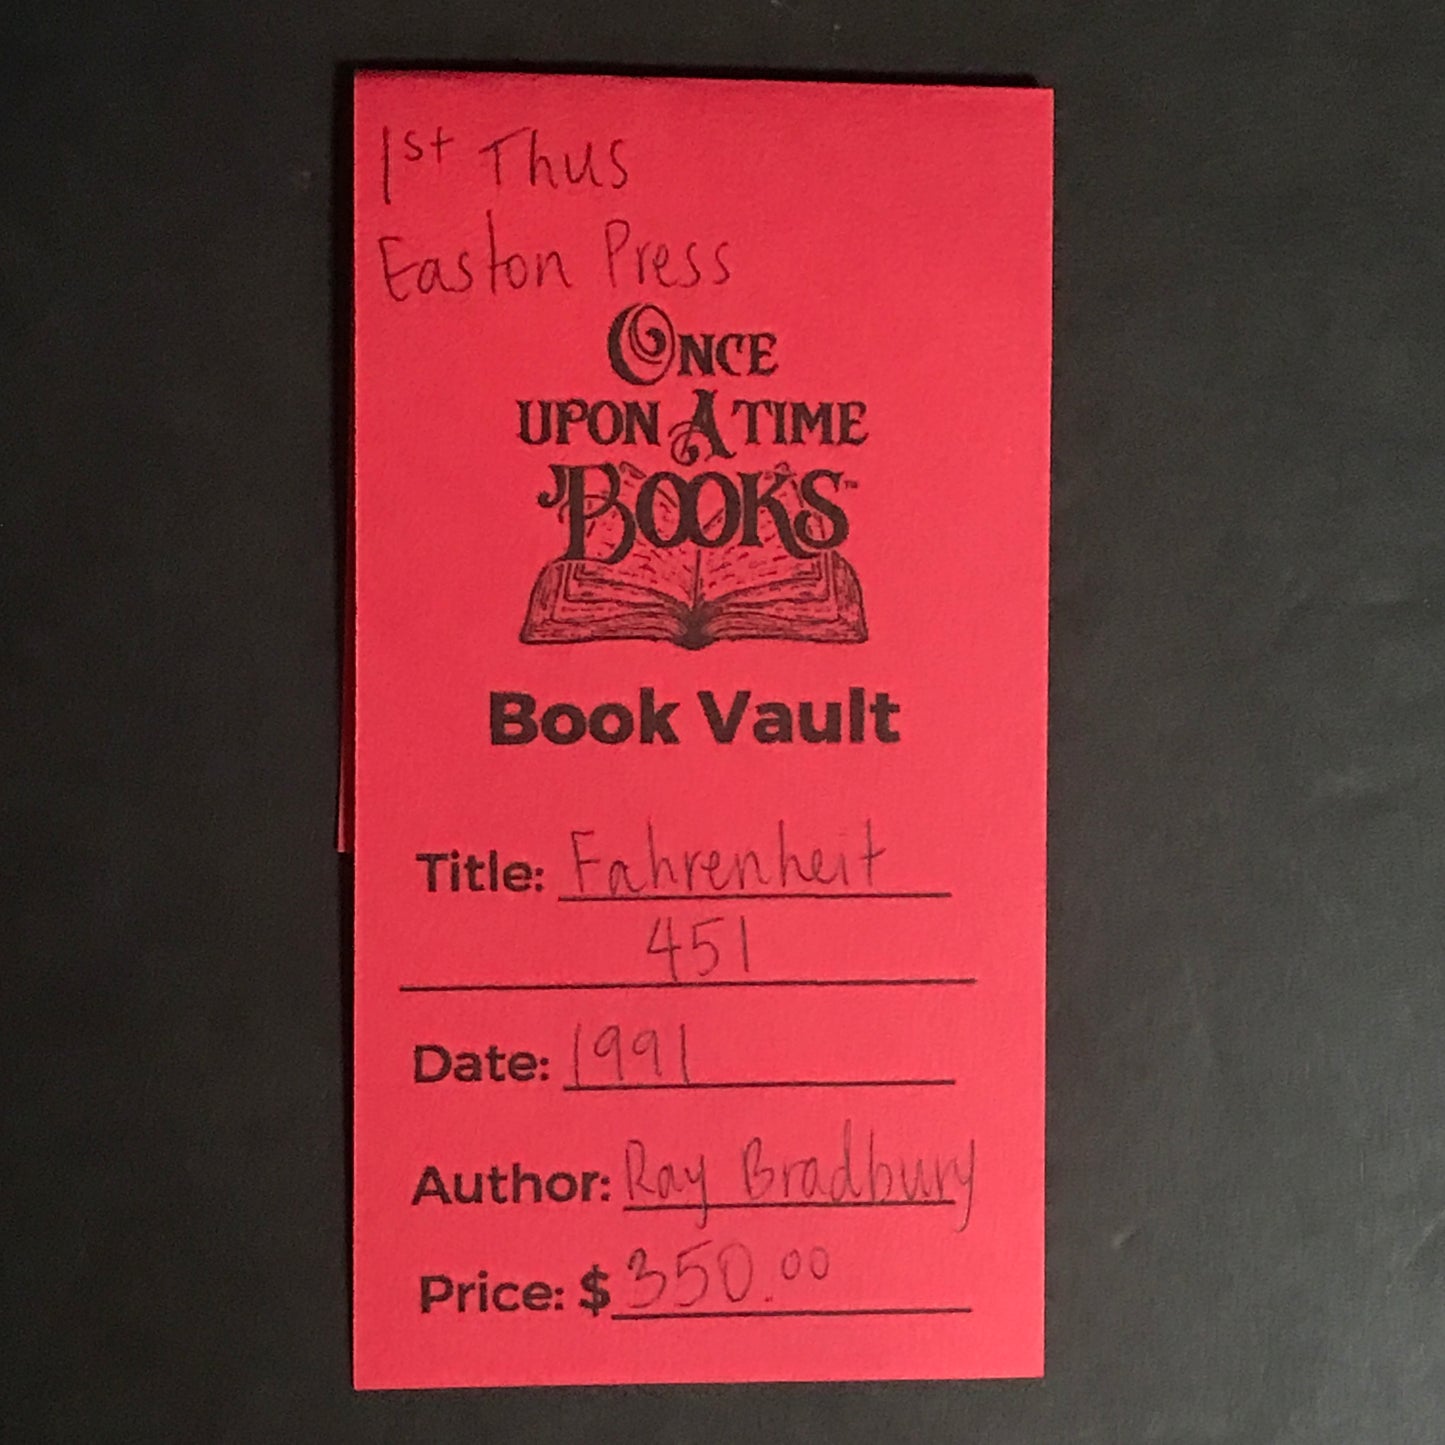 1st Thus
Easton Press
ONCE
UPON A TIME
BOOKS™
Book Vault
Title: Fahrenheit
451
Date: 1991
Author: Ray Bradbury
Price: $350.00